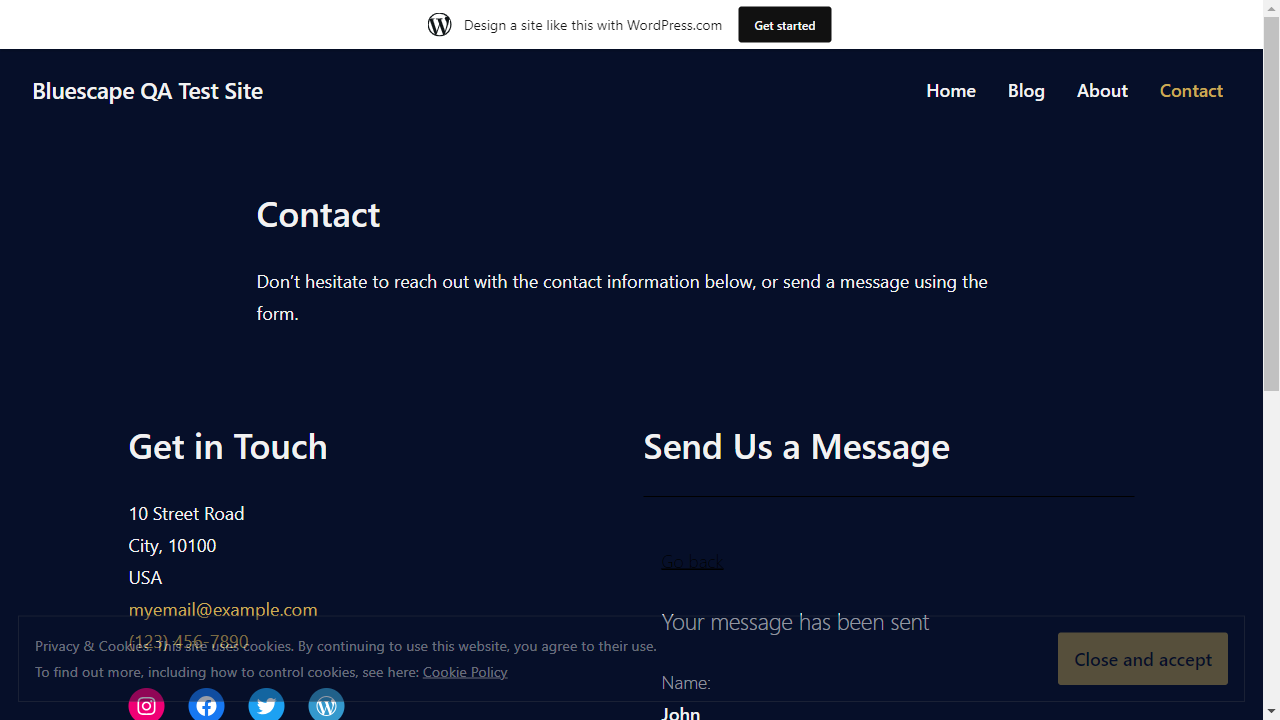 Design a site like this with WordPress.com
Get started
Bluescape QA Test Site
Home
Blog
About
Contact
Contact
Don’t hesitate to reach out with the contact information below, or send a message using the
form.
Get in Touch
10 Street Road
City, 10100
USA
myemail@example.com
(123) 456-7890
Send Us a Message
Go back
Your message has been sent
Name:
John
Privacy & Cookies: This site uses cookies. By continuing to use this website, you agree to their use.
To find out more, including how to control cookies, see here: Cookie Policy
Close and accept